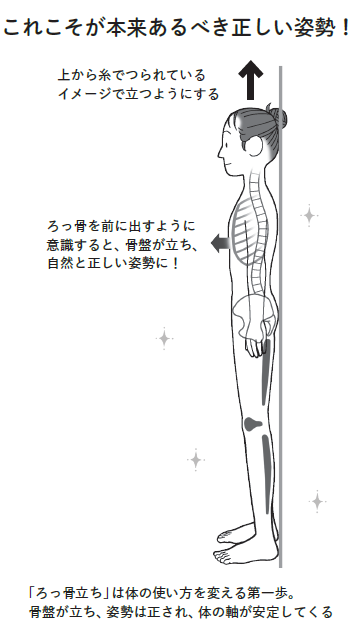 これこそが本来あるべき正しい姿勢！
上から糸でつられている
イメージで立つようにする
ろっ骨を前に出すように
意識すると、骨盤が立ち、
自然と正しい姿勢に！
「ろっ骨立ち」は体の使い方を変える第一歩。
骨盤が立ち、姿勢は正され、体の軸が安定してくる